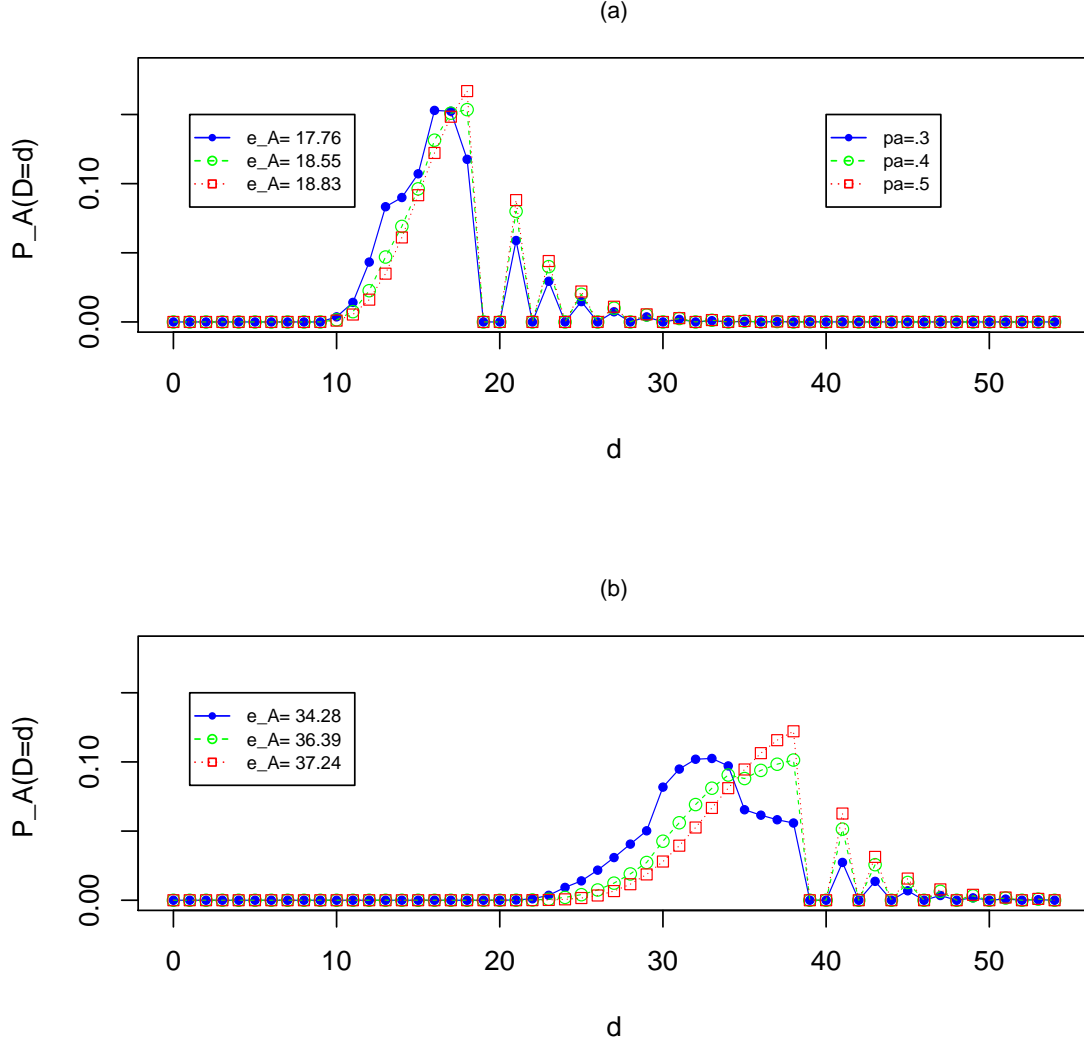 (a)
P_A(D=d)
0.00
0.10
e_A= 17.76
e_A= 18.55
e_A= 18.83
pa=.3
pa=.4
pa=.5
0 10 20 30 40 50
d
(b)
P_A(D=d)
0.00
0.10
e_A= 34.28
e_A= 36.39
e_A= 37.24
0 10 20 30 40 50
d